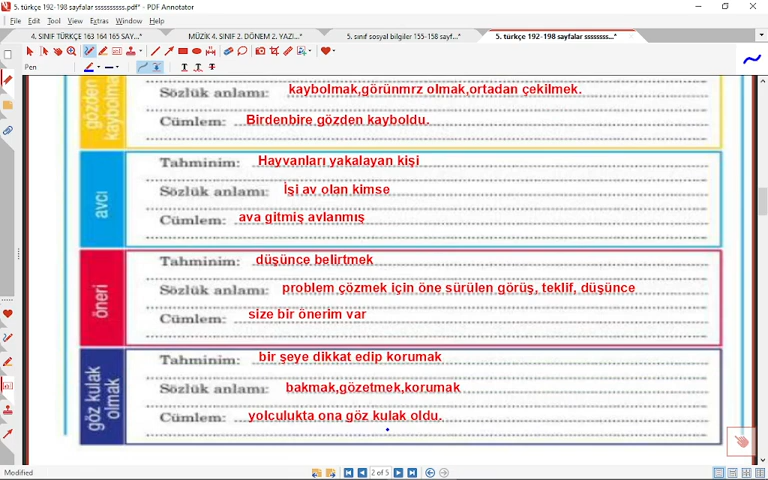 5. türkçe 192-198 sayfalar ssssssssss.pdf* - PDF Annotator
File Edit Tool View Extras Window Help
4. SINIF TÜRKÇE 163 164 165 SAY...*
MÜZİK 4. SINIF 2. DÖNEM 2. YAZI...*
5. sınıf sosyal bilgiler 155-158 sayf...*
5. türkçe 192-198 sayfalar ssssssss...*
Pen
gözden kaybolma
Sözlük anlamı: kaybolmak,görünmrz olmak,ortadan çekilmek.
Cümlem: Birdenbire gözden kayboldu.
avcı
Tahminim: Hayvanları yakalayan kişi
Sözlük anlamı: İşi av olan kimse
Cümlem: ava gitmiş avlanmış
öneri
Tahminim: düşünce belirtmek
Sözlük anlamı: problem çözmek için öne sürülen görüş, teklif, düşünce
Cümlem: size bir önerim var
göz kulak olmak
Tahminim: bir şeye dikkat edip korumak
Sözlük anlamı: bakmak,gözetmek,korumak
Cümlem: yolculukta ona göz kulak oldu.
Modified
2 of 5